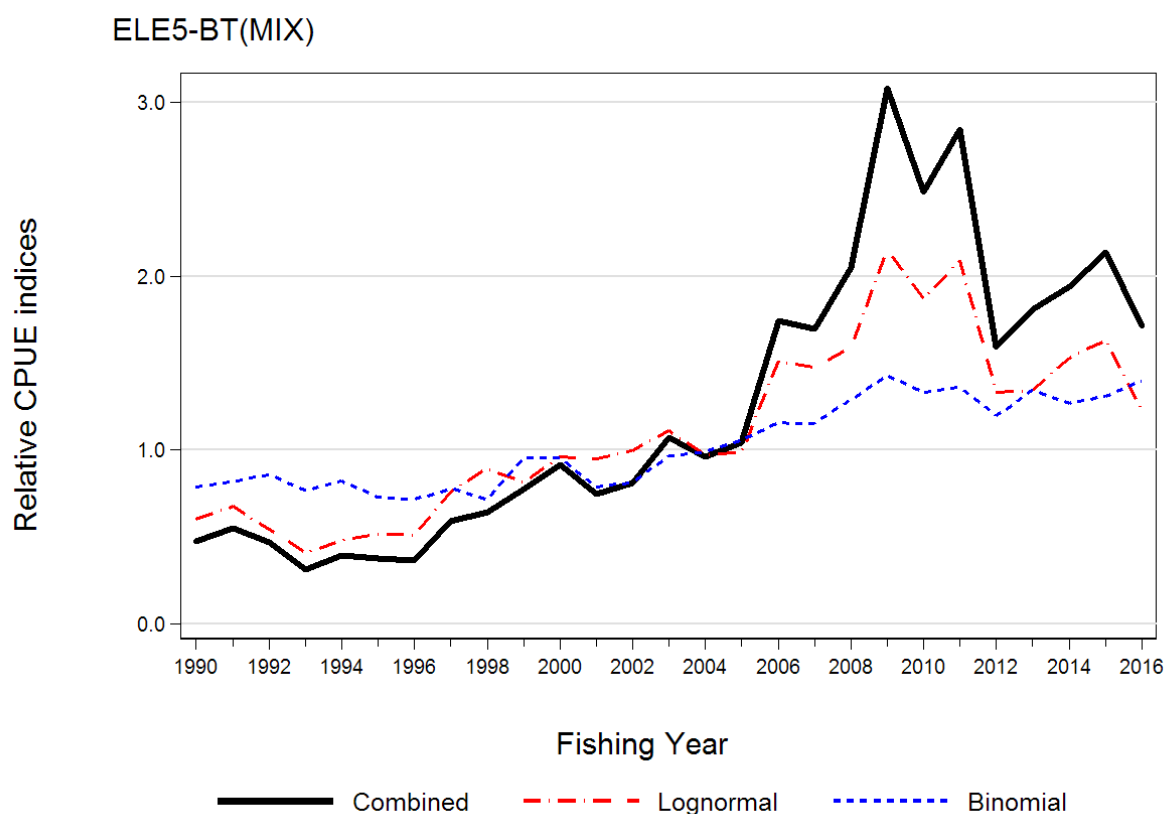 ELE5-BT(MIX)
3.0
2.0
1.0
0.0
Relative CPUE indices
1990 1992 1994 1996 1998 2000 2002 2004 2006 2008 2010 2012 2014 2016
Fishing Year
Combined Lognormal Binomial